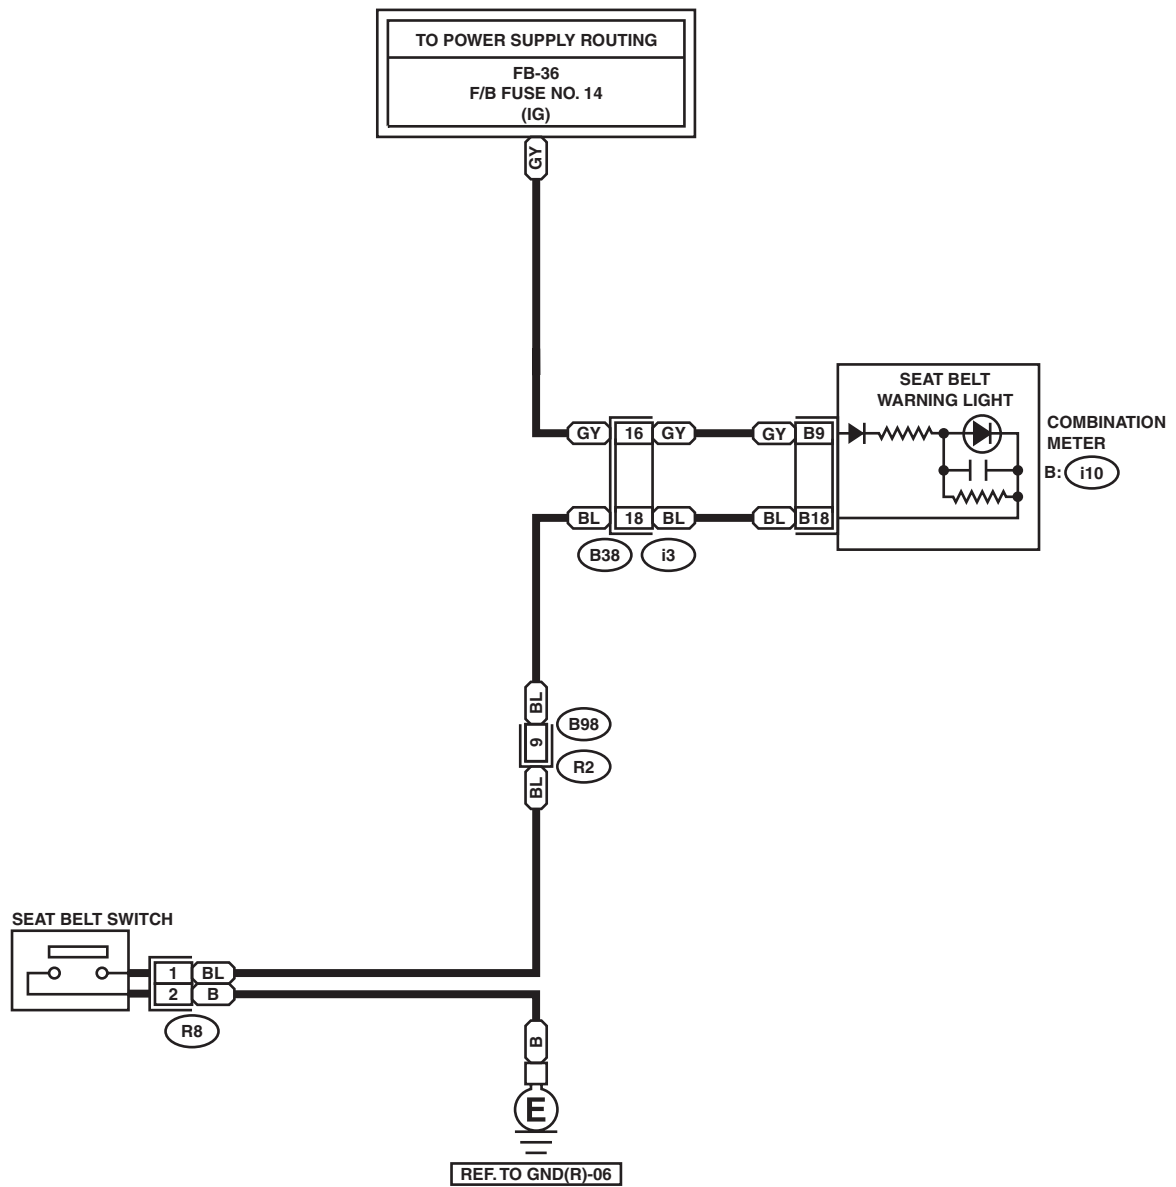 TO POWER SUPPLY ROUTING
FB-36
F/B FUSE NO. 14
(IG)
GY
SEAT BELT
WARNING LIGHT
COMBINATION
METER
B: i10
GY 16 GY GY B9
BL 18 BL BL B18
B38 i3
BL
B98
9
R2
BL
SEAT BELT SWITCH
1 BL
2 B
R8
B
E
REF. TO GND(R)-06